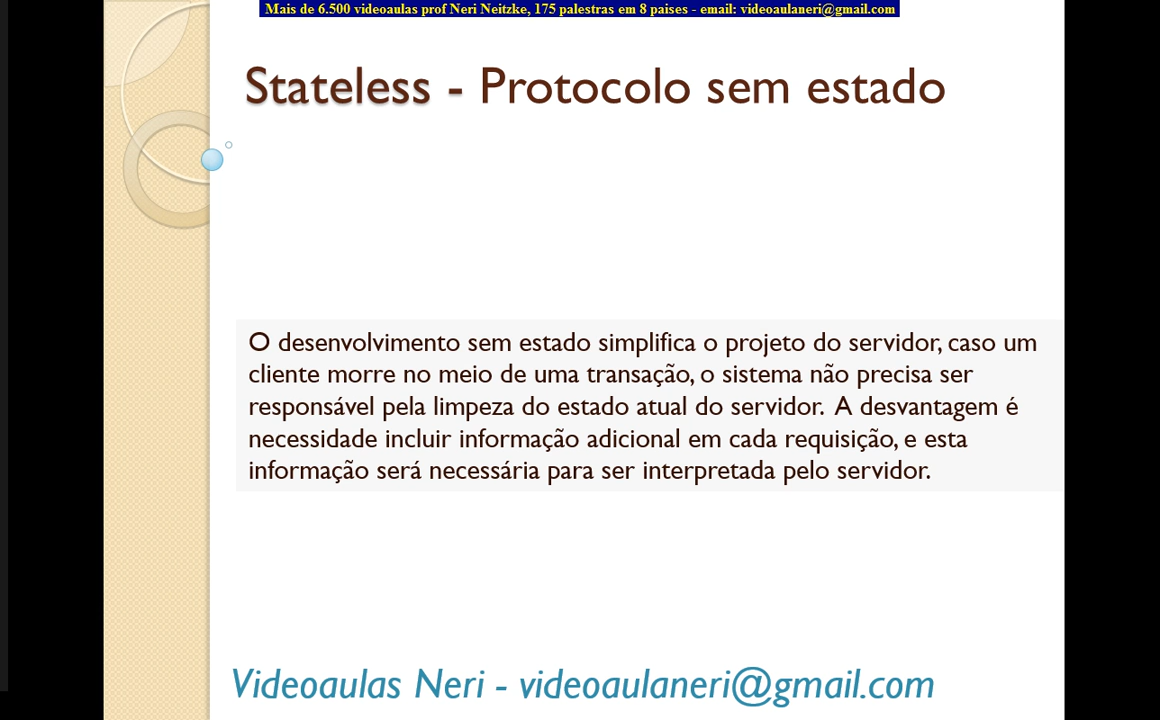 Mais de 6.500 videoaulas prof Neri Neitzke, 175 palestras em 8 paises - email: videoaulaneri@gmail.com
Stateless - Protocolo sem estado
O desenvolvimento sem estado simplifica o projeto do servidor, caso um
cliente morre no meio de uma transação, o sistema não precisa ser
responsável pela limpeza do estado atual do servidor. A desvantagem é
necessidade incluir informação adicional em cada requisição, e esta
informação será necessária para ser interpretada pelo servidor.
Videoaulas Neri - videoaulaneri@gmail.com